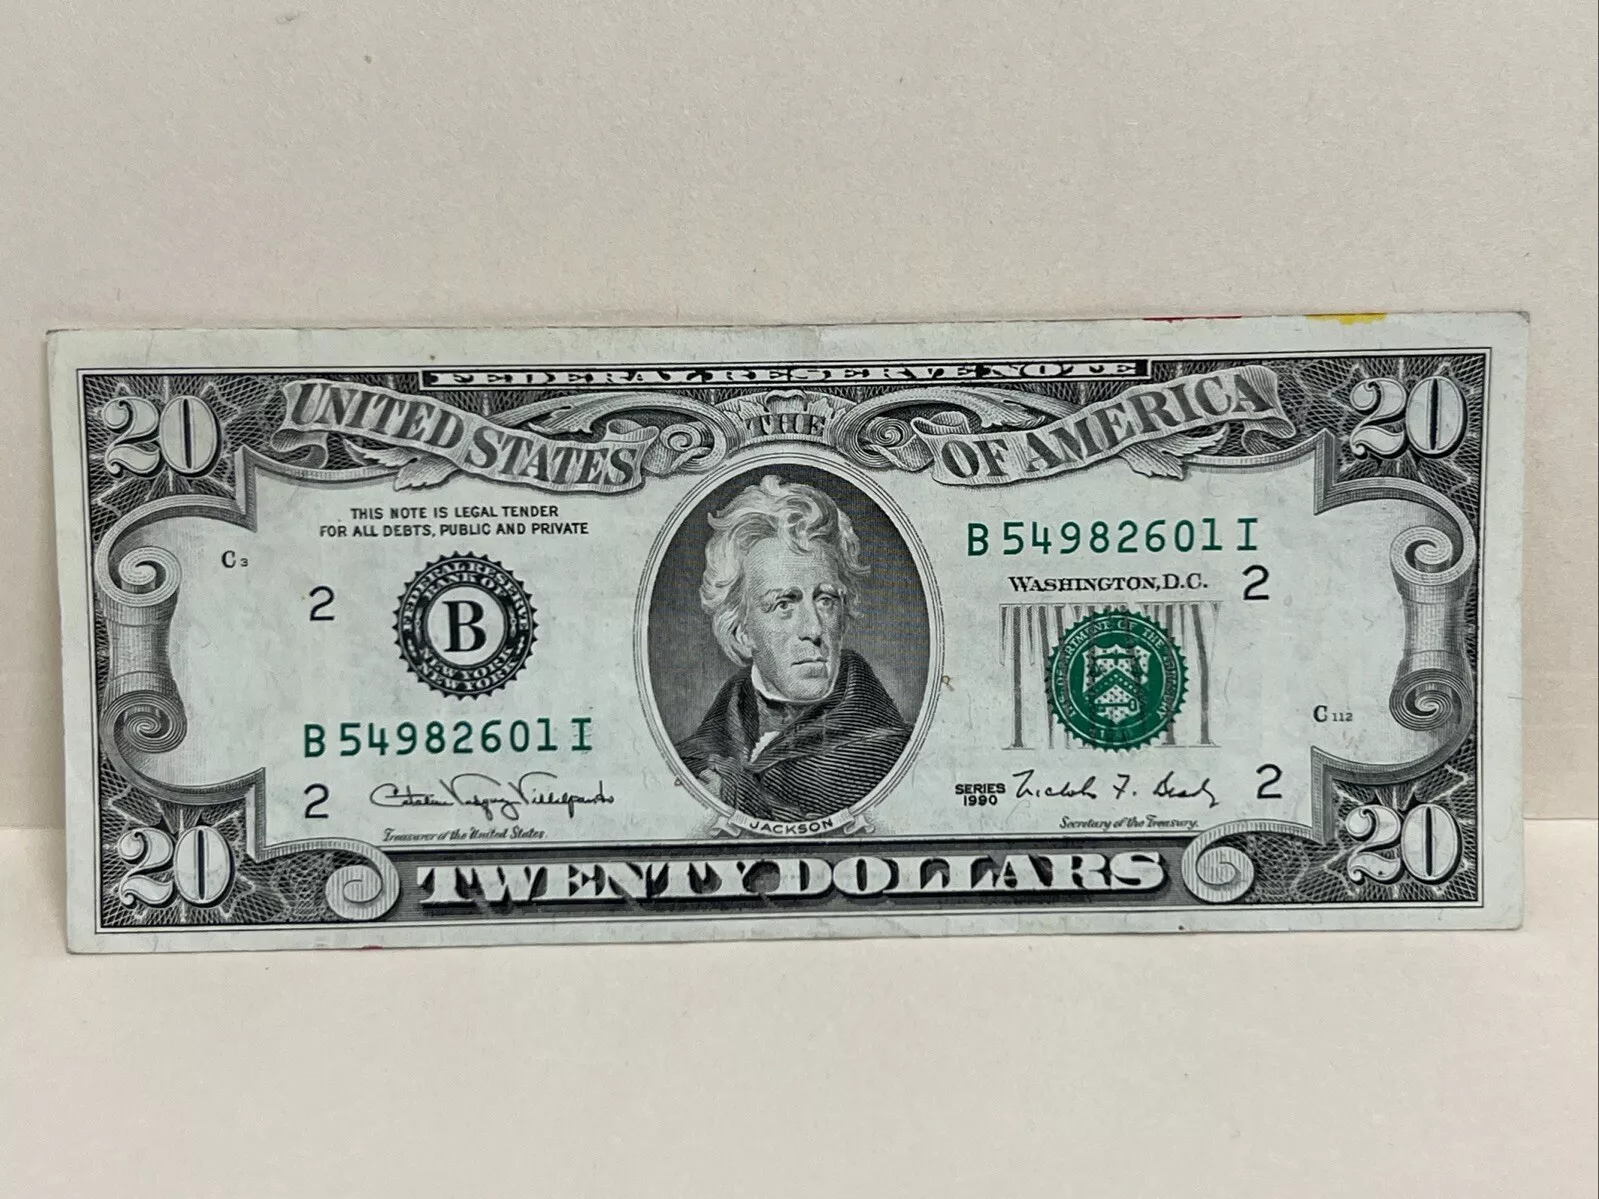 FEDERAL RESERVE NOTE
20 20
UNITED STATES THE OF AMERICA
THIS NOTE IS LEGAL TENDER
FOR ALL DEBTS, PUBLIC AND PRIVATE
C3
2
FEDERAL RESERVE
BANK OF
B
NEW YORK
NEW YORK
B 54982601 I
2
Treasurer of the United States.
JACKSON
B 54982601 I
WASHINGTON, D.C.
2
C112
SERIES
1990
2
Secretary of the Treasury.
20 20
TWENTY DOLLARS